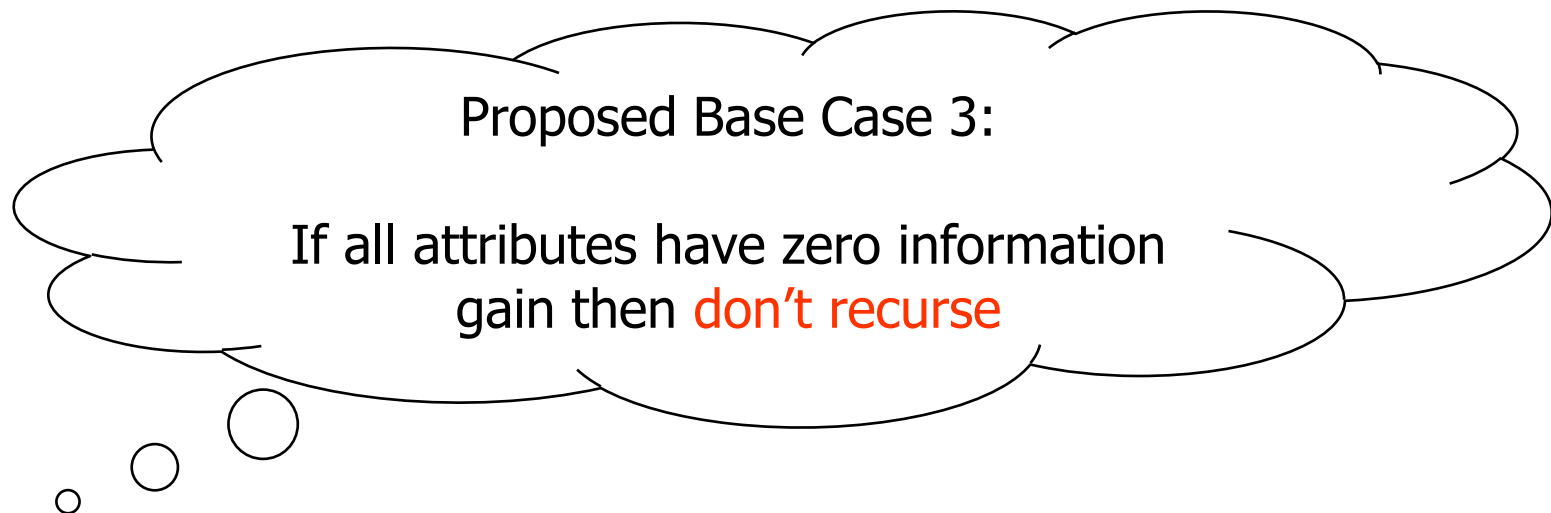 Proposed Base Case 3:
If all attributes have zero information
gain then don’t recurse